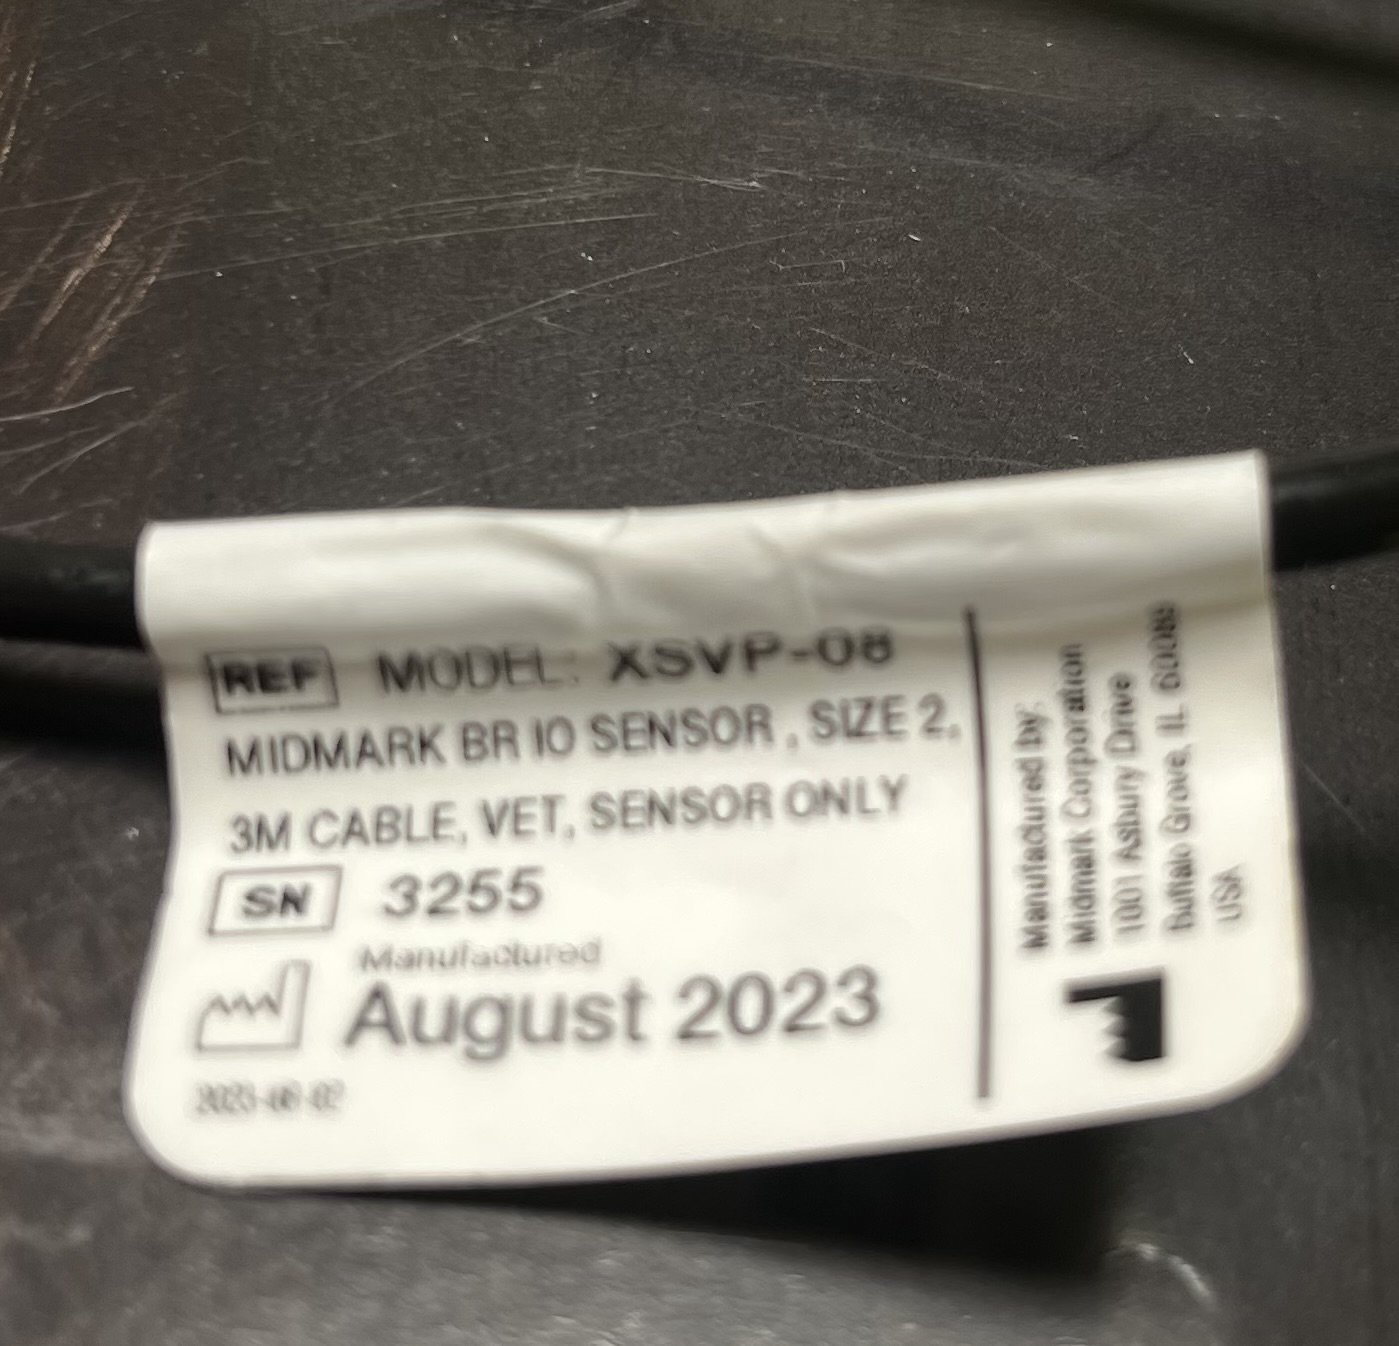 REF MODEL: XSVP-08
MIDMARK BR IO SENSOR , SIZE 2,
3M CABLE, VET, SENSOR ONLY
SN 3255
Manufactured
August 2023
Manufactured by:
Midmark Corporation
1001 Asbury Drive
Buffalo Grove, IL 60089
USA